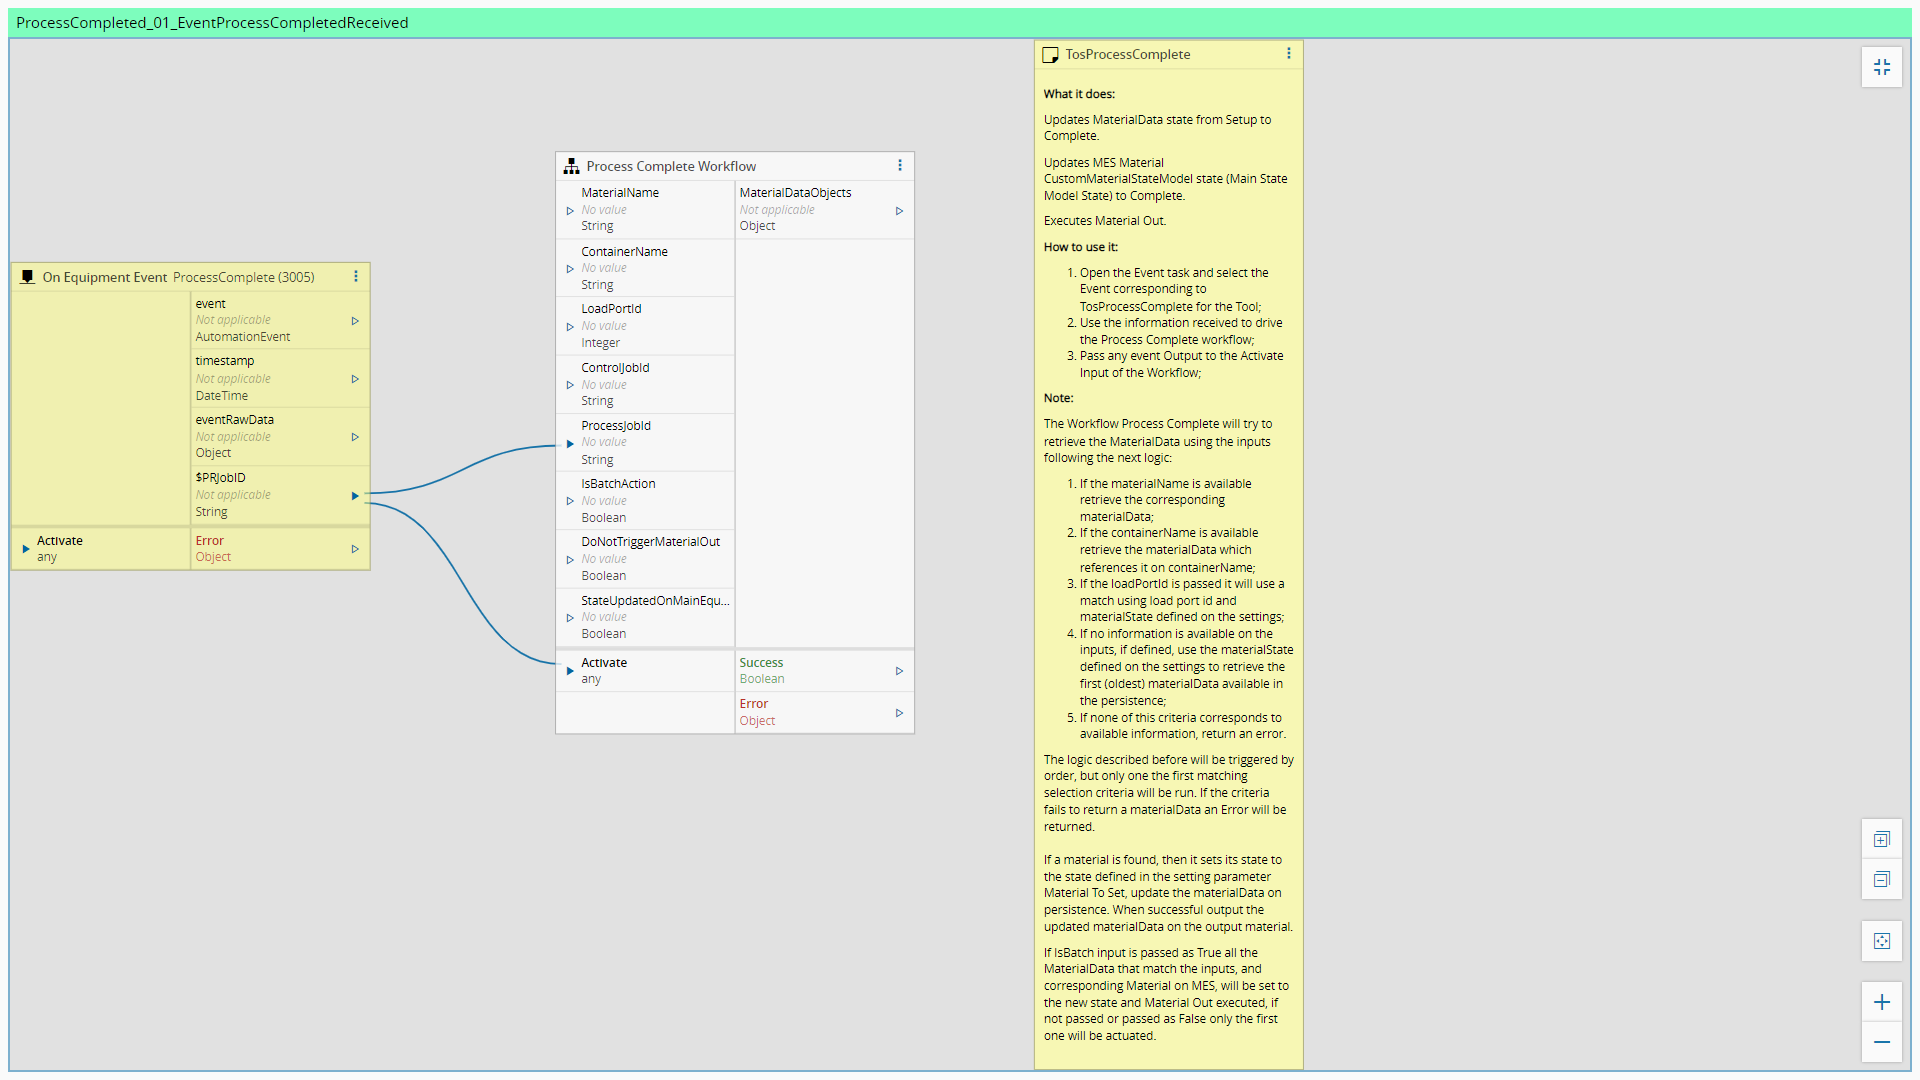 ProcessCompleted_01_EventProcessCompletedReceived
On Equipment Event ProcessComplete (3005)
event
Not applicable
AutomationEvent
timestamp
Not applicable
DateTime
eventRawData
Not applicable
Object
$PRJobID
Not applicable
String
Activate
any
Error
Object
Process Complete Workflow
MaterialName
No value
String
ContainerName
No value
String
LoadPortId
No value
Integer
ControlJobId
No value
String
ProcessJobId
No value
String
IsBatchAction
No value
Boolean
DoNotTriggerMaterialOut
No value
Boolean
StateUpdatedOnMainEqu...
No value
Boolean
Activate
any
MaterialDataObjects
Not applicable
Object
Success
Boolean
Error
Object
TosProcessComplete
What it does:
Updates MaterialData state from Setup to
Complete.
Updates MES Material
CustomMaterialStateModel state (Main State
Model State) to Complete.
Executes Material Out.
How to use it:
1. Open the Event task and select the
Event corresponding to
TosProcessComplete for the Tool;
2. Use the information received to drive
the Process Complete workflow;
3. Pass any event Output to the Activate
Input of the Workflow;
Note:
The Workflow Process Complete will try to
retrieve the MaterialData using the inputs
following the next logic:
1. If the materialName is available
retrieve the corresponding
materialData;
2. If the containerName is available
retrieve the materialData which
references it on containerName;
3. If the loadPortId is passed it will use a
match using load port id and
materialState defined on the settings;
4. If no information is available on the
inputs, if defined, use the materialState
defined on the settings to retrieve the
first (oldest) materialData available in
the persistence;
5. If none of this criteria corresponds to
available information, return an error.
The logic described before will be triggered by
order, but only one the first matching
selection criteria will be run. If the criteria
fails to return a materialData an Error will be
returned.
If a material is found, then it sets its state to
the state defined in the setting parameter
Material To Set, update the materialData on
persistence. When successful output the
updated materialData on the output material.
If IsBatch input is passed as True all the
MaterialData that match the inputs, and
corresponding Material on MES, will be set to
the new state and Material Out executed, if
not passed or passed as False only the first
one will be actuated.